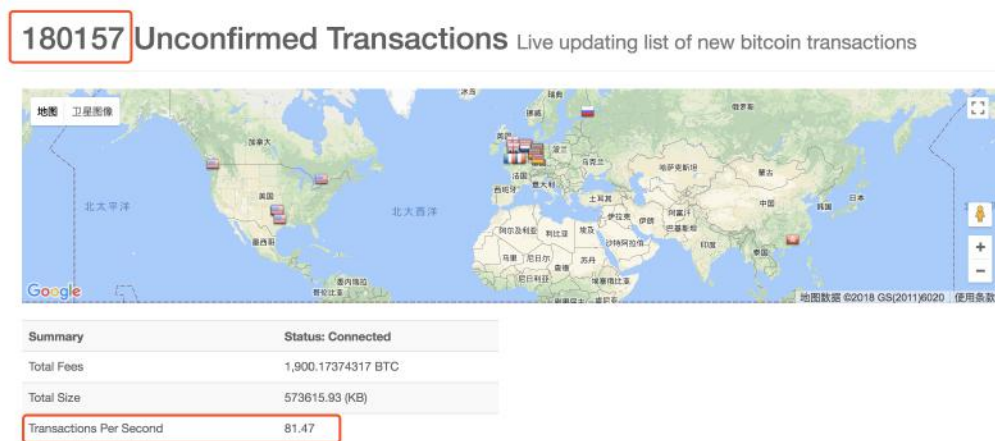 180157 Unconfirmed Transactions Live updating list of new bitcoin transactions
地图 卫星图像
冰岛 瑞典
挪威 俄罗斯
加拿大 英国 波兰
法国 乌克兰 哈萨克斯坦 蒙古
美国 西班牙 意大利 土耳其
北太平洋 北大西洋 中国 韩国 日本
墨西哥 阿尔及利亚 利比亚 埃及 伊拉克 伊朗 阿富汗
沙特阿拉伯 巴基斯坦 印度 泰国
马里 尼日尔 乍得 苏丹
委内瑞拉 尼日利亚 埃塞俄比亚
哥伦比亚
Google
地图数据 ©2018 GS(2011)6020 使用条款
Summary Status: Connected
Total Fees 1,900.17374317 BTC
Total Size 573615.93 (KB)
Transactions Per Second 81.47